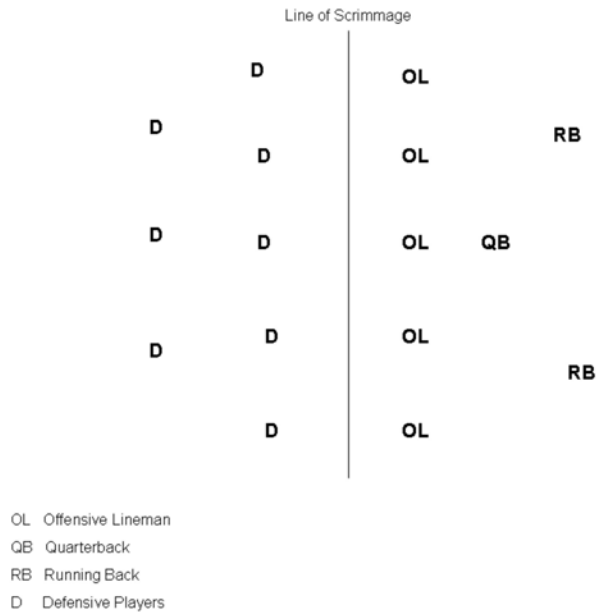 Line of Scrimmage
D OL
D RB
D OL
D D OL QB
D OL
D RB
D OL
OL Offensive Lineman
QB Quarterback
RB Running Back
D Defensive Players